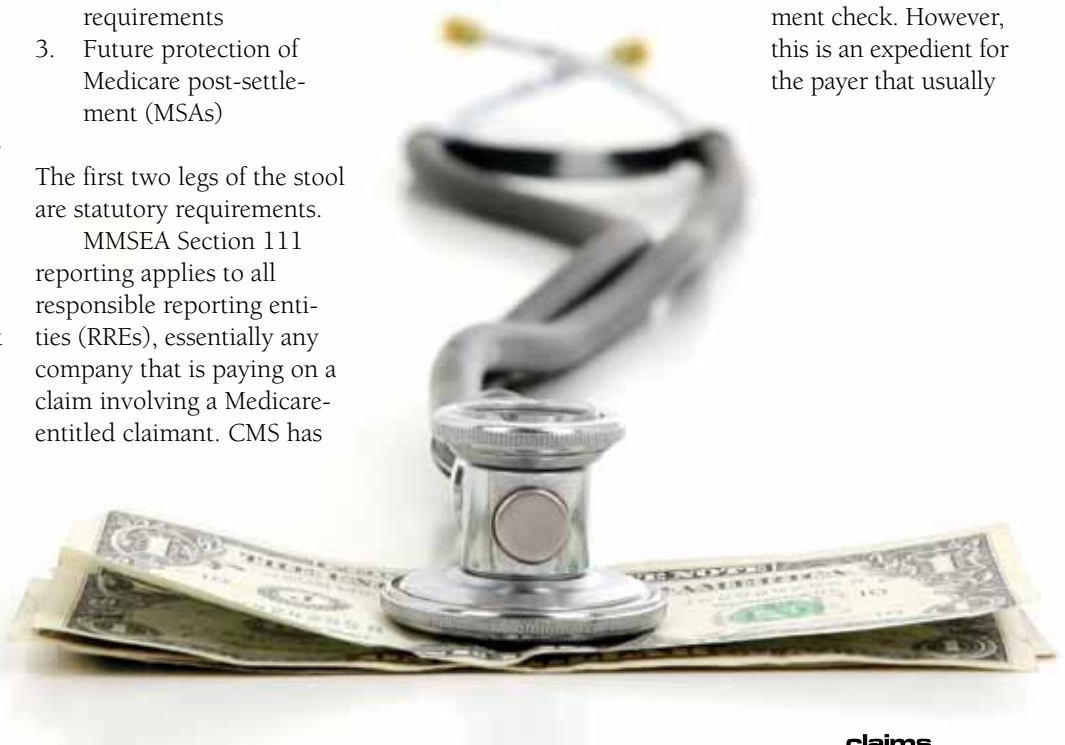 requirements
3. Future protection of
Medicare post-settle-
ment (MSAs)
The first two legs of the stool
are statutory requirements.
MMSEA Section 111
reporting applies to all
responsible reporting enti-
ties (RREs), essentially any
company that is paying on a
claim involving a Medicare-
entitled claimant. CMS has
ment check. However,
this is an expedient for
the payer that usually
claims